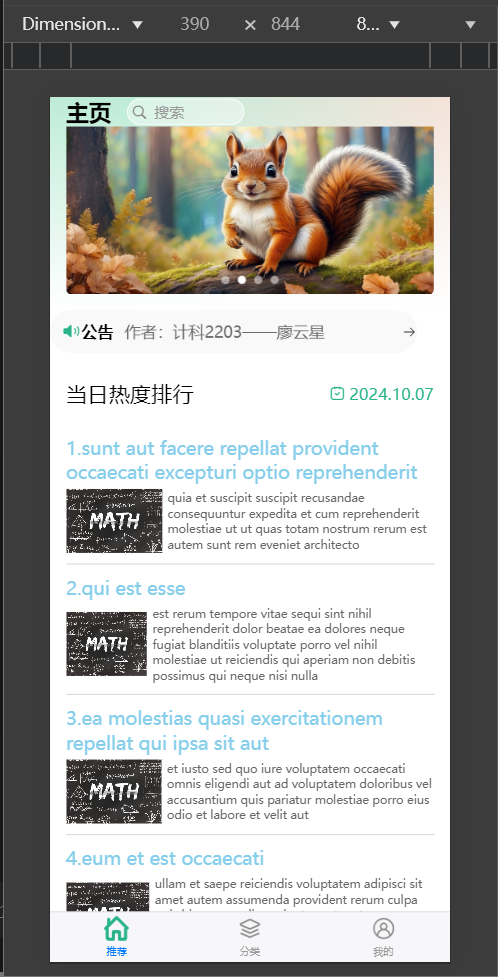 Dimension... 390 × 844 8...
主页 搜索
公告 作者：计科2203——廖云星
当日热度排行 2024.10.07
1.sunt aut facere repellat provident
occaecati excepturi optio reprehenderit
MATH
quia et suscipit suscipit recusandae
consequuntur expedita et cum reprehenderit
molestiae ut ut quas totam nostrum rerum est
autem sunt rem eveniet architecto
2.qui est esse
MATH
est rerum tempore vitae sequi sint nihil
reprehenderit dolor beatae ea dolores neque
fugiat blanditiis voluptate porro vel nihil
molestiae ut reiciendis qui aperiam non debitis
possimus qui neque nisi nulla
3.ea molestias quasi exercitationem
repellat qui ipsa sit aut
MATH
et iusto sed quo iure voluptatem occaecati
omnis eligendi aut ad voluptatem doloribus vel
accusantium quis pariatur molestiae porro eius
odio et labore et velit aut
4.eum et est occaecati
ullam et saepe reiciendis voluptatem adipisci sit
amet autem assumenda provident rerum culpa
推荐 分类 我的